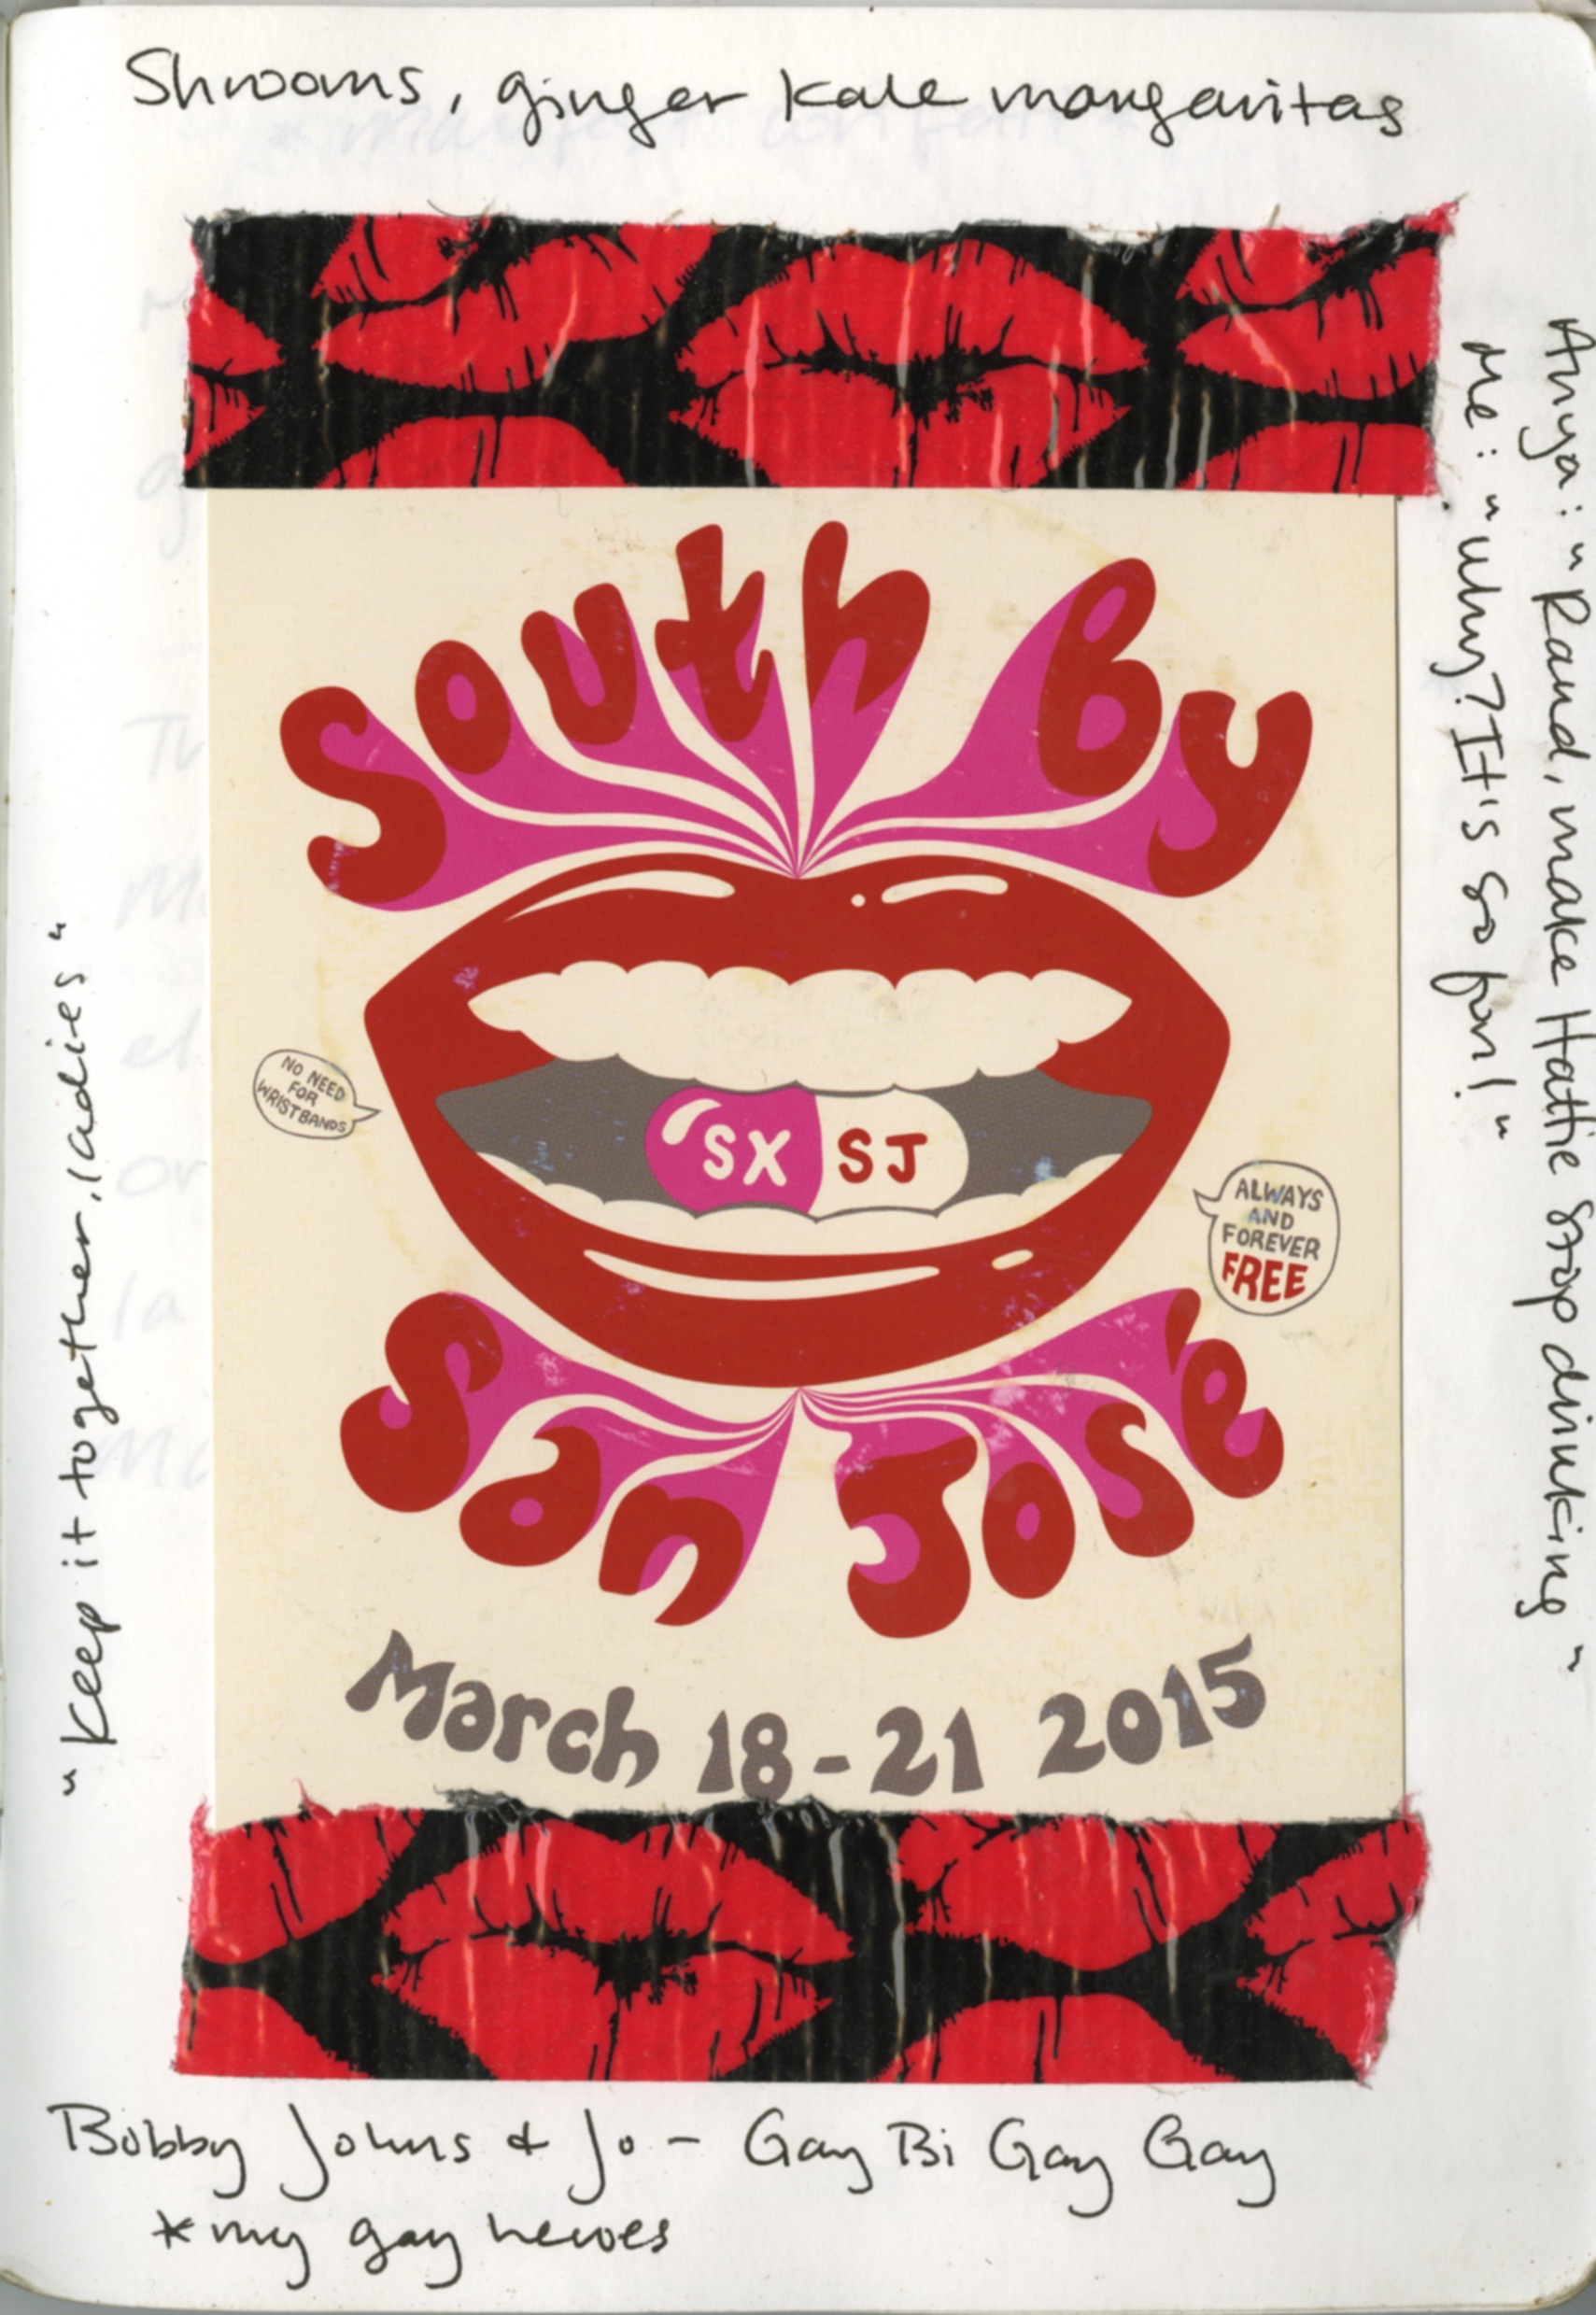 Shrooms, ginger kale margaritas
Anya: "Rand, make Hattie stop drinking"
Me: "Why? It's so fun!"
"Keep it together, ladies"
South By
NO NEED
FOR
WRISTBANDS
SX SJ
ALWAYS
AND
FOREVER
FREE
San José
March 18-21 2015
Bobby Johns & Jo - Gay Bi Gay Gay
*my gay heroes